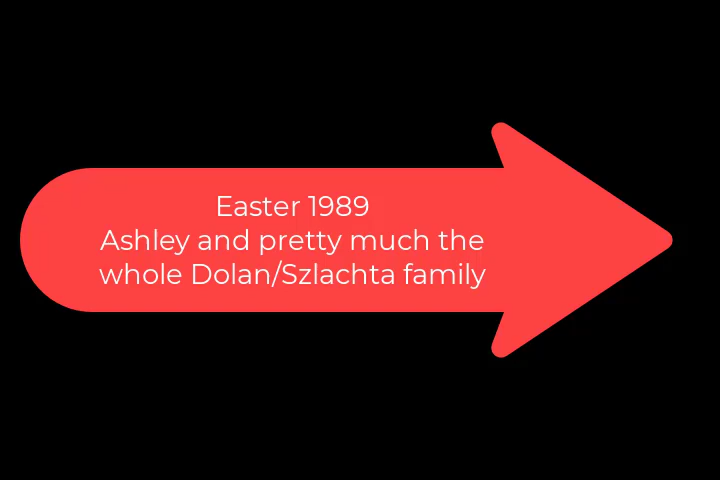 Easter 1989
Ashley and pretty much the
whole Dolan/Szlachta family